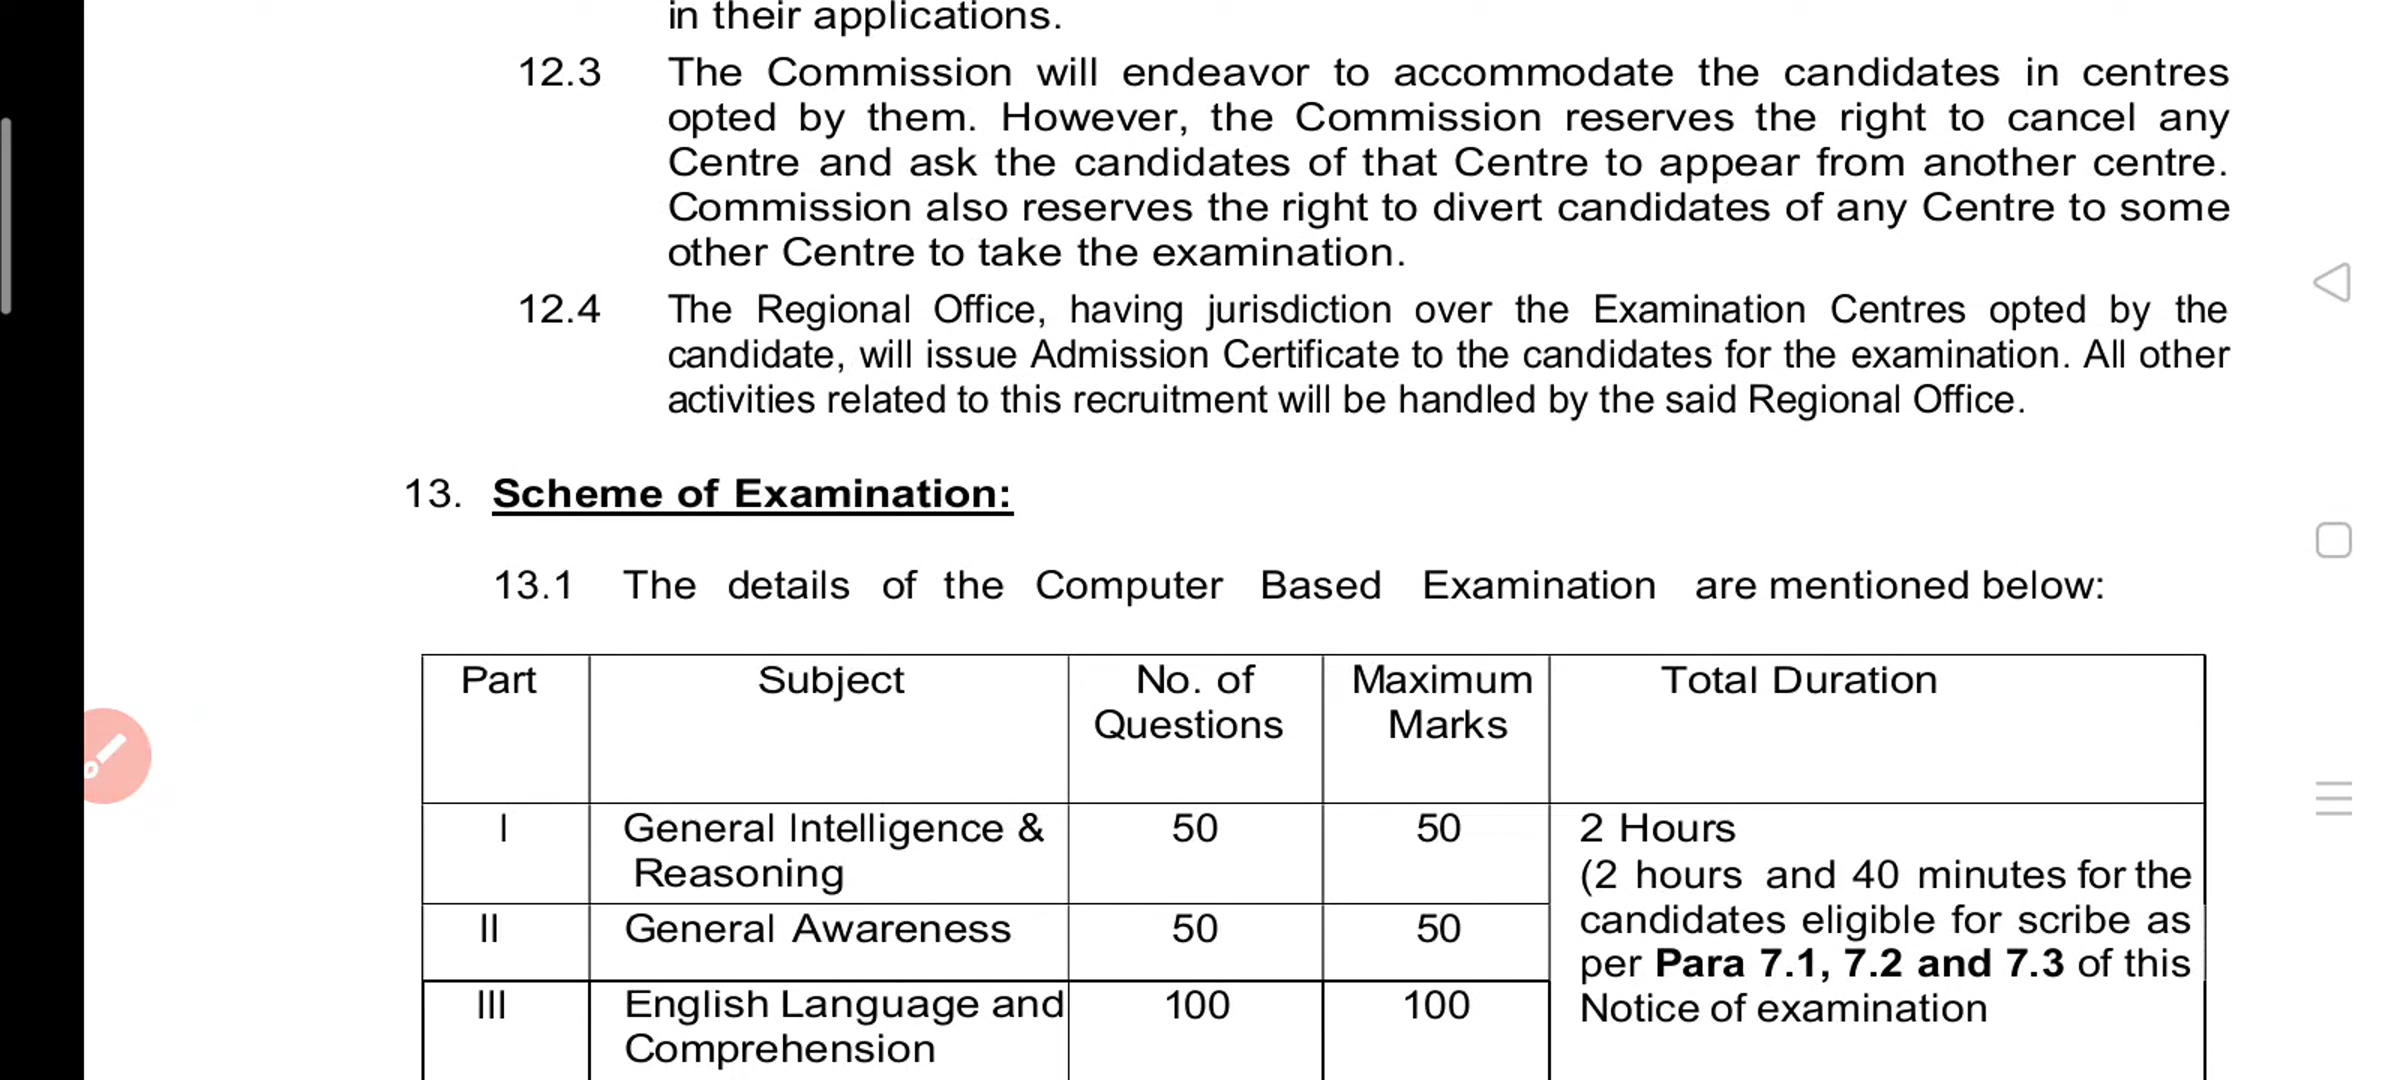 in their applications.
12.3 The Commission will endeavor to accommodate the candidates in centres
opted by them. However, the Commission reserves the right to cancel any
Centre and ask the candidates of that Centre to appear from another centre.
Commission also reserves the right to divert candidates of any Centre to some
other Centre to take the examination.
12.4 The Regional Office, having jurisdiction over the Examination Centres opted by the
candidate, will issue Admission Certificate to the candidates for the examination. All other
activities related to this recruitment will be handled by the said Regional Office.
13. Scheme of Examination:
13.1 The details of the Computer Based Examination are mentioned below:
Part Subject No. of Maximum Total Duration
Questions Marks
I General Intelligence & 50 50 2 Hours
Reasoning (2 hours and 40 minutes for the
candidates eligible for scribe as
II General Awareness 50 50
per Para 7.1, 7.2 and 7.3 of this
III English Language and 100 100 Notice of examination
Comprehension